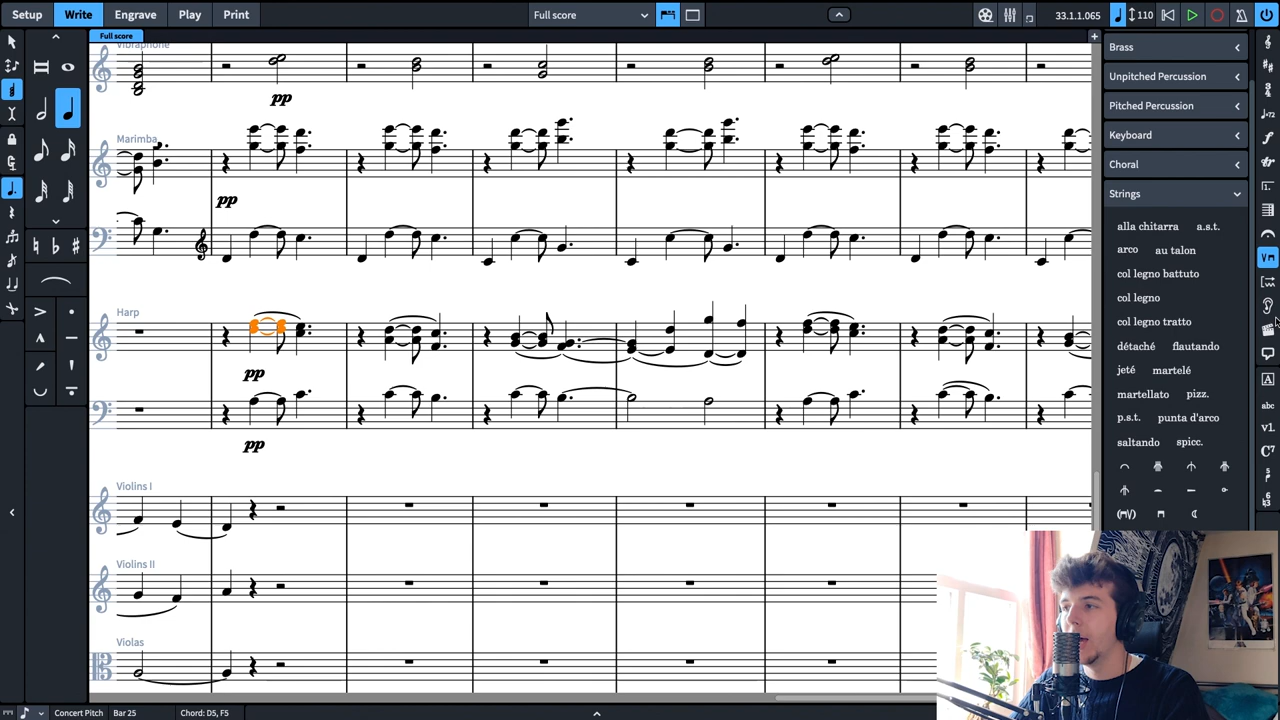 Setup Write Engrave Play Print Full score 33.1.1.065 110
Full score
Vibraphone
pp
Marimba
pp
Harp
pp
pp
Violins I
Violins II
Violas
Brass
Unpitched Percussion
Pitched Percussion
Keyboard
Choral
Strings
alla chitarra a.s.t.
arco au talon
col legno battuto
col legno
col legno tratto
détaché flautando
jeté martelé
martellato pizz.
p.s.t. punta d'arco
saltando spicc.
abc
v1.
C7
Concert Pitch Bar 25 Chord: D5, F5